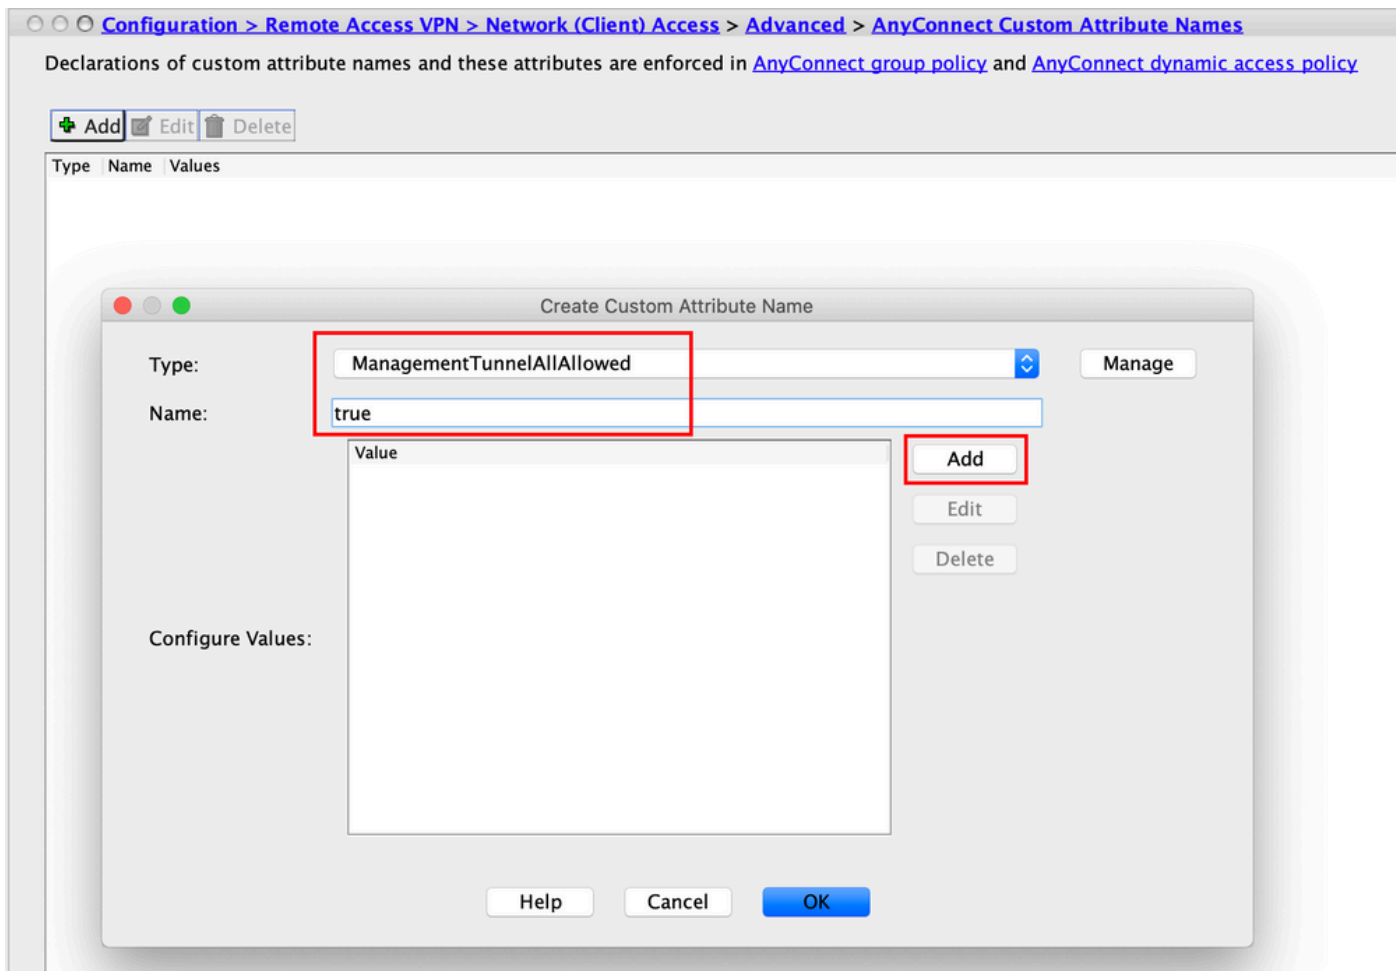 Configuration > Remote Access VPN > Network (Client) Access > Advanced > AnyConnect Custom Attribute Names
Declarations of custom attribute names and these attributes are enforced in AnyConnect group policy and AnyConnect dynamic access policy
Add Edit Delete
Type Name Values
Create Custom Attribute Name
Type: ManagementTunnelAllAllowed Manage
Name: true
Value Add
Edit
Delete
Configure Values:
Help Cancel OK